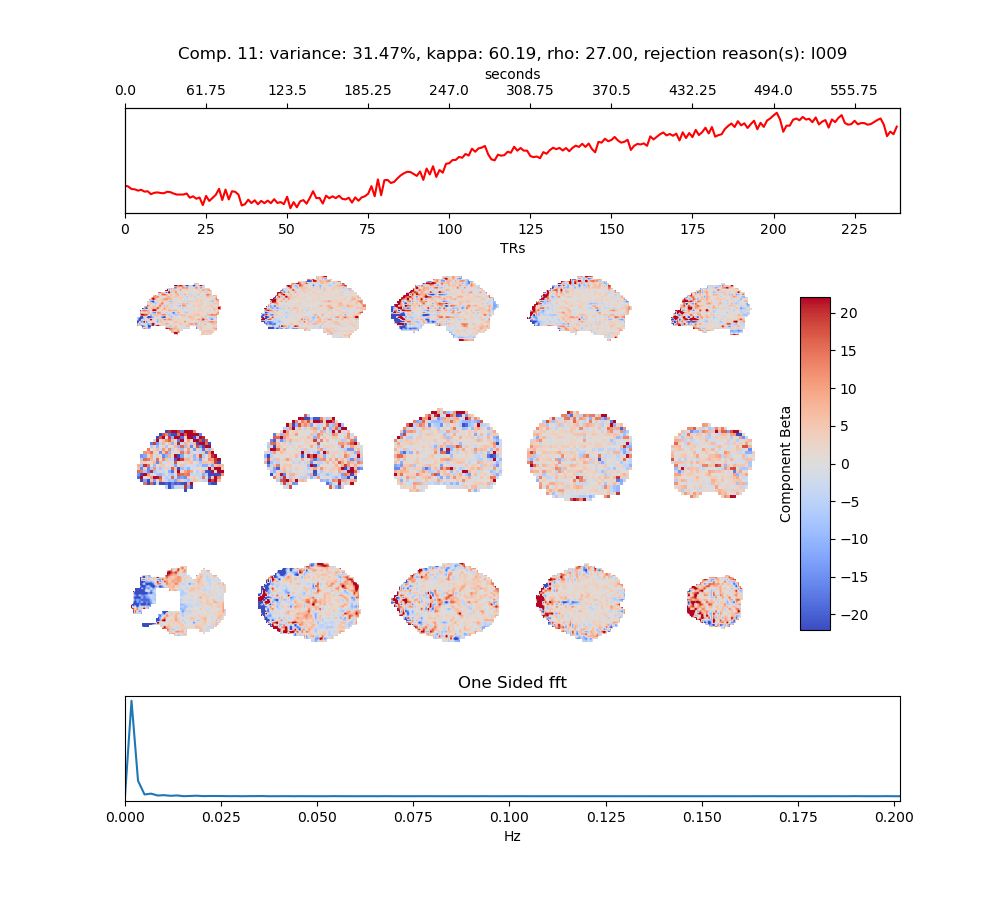 Comp. 11: variance: 31.47%, kappa: 60.19, rho: 27.00, rejection reason(s): I009
seconds
0.0 61.75 123.5 185.25 247.0 308.75 370.5 432.25 494.0 555.75
0 25 50 75 100 125 150 175 200 225
TRs
20
15
10
5
0
−5
−10
−15
−20
Component Beta
One Sided fft
0.000 0.025 0.050 0.075 0.100 0.125 0.150 0.175 0.200
Hz